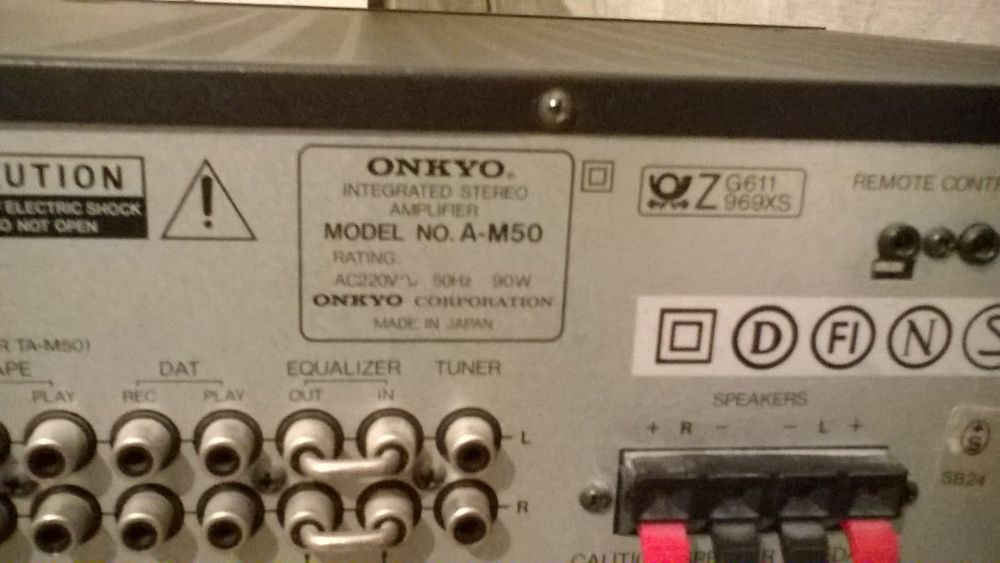 UTION
ELECTRIC SHOCK
O NOT OPEN
ONKYO®
INTEGRATED STEREO
AMPLIFIER
MODEL NO. A-M50
RATING
AC220V～ 50Hz 90W
ONKYO CORPORATION
MADE IN JAPAN
Z G611
969XS
REMOTE CONT
D FI N S
R TA-M50)
APE DAT EQUALIZER TUNER
PLAY REC PLAY OUT IN
L
R
SPEAKERS
+ R − − L +
S
SB24
CAUTIO